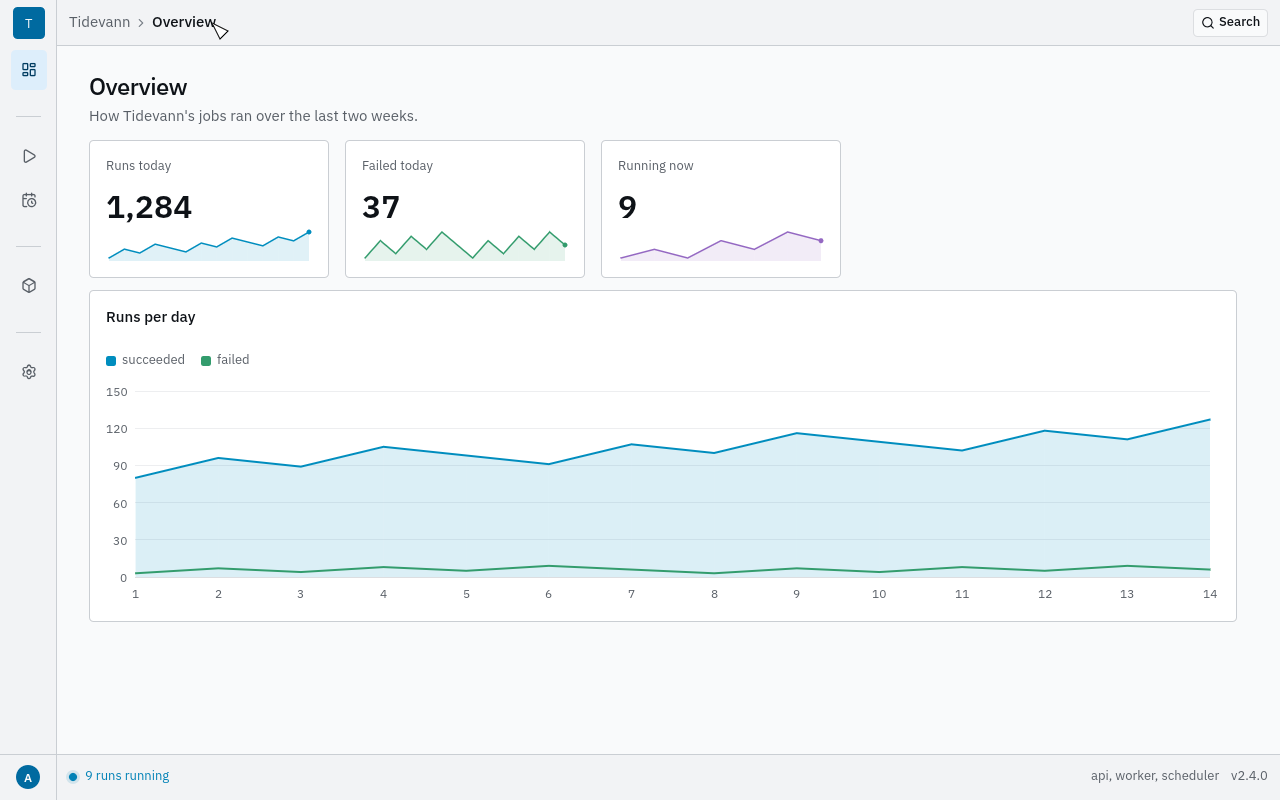 T
Tidevann > Overview
Search
Overview
How Tidevann's jobs ran over the last two weeks.
Runs today
1,284
Failed today
37
Running now
9
Runs per day
succeeded failed
150
120
90
60
30
0
1 2 3 4 5 6 7 8 9 10 11 12 13 14
A
9 runs running
api, worker, scheduler v2.4.0